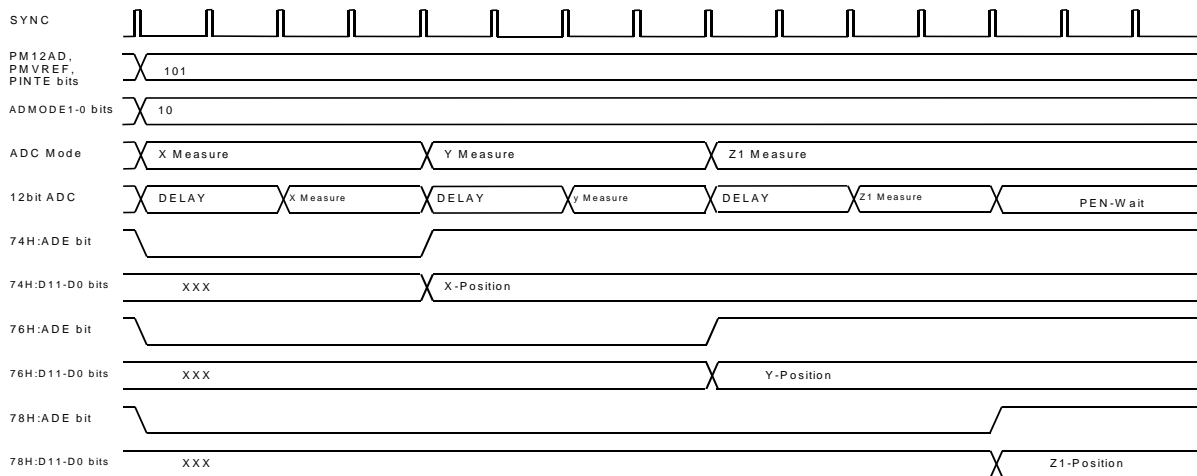 SYNC
PM12AD,
PMVREF,
PINTE bits
101
ADMODE1-0 bits
10
ADC Mode
X Measure
Y Measure
Z1 Measure
12bit ADC
DELAY
X Measure
DELAY
y Measure
DELAY
Z1 Measure
PEN-Wait
74H:ADE bit
74H:D11-D0 bits
XXX
X-Position
76H:ADE bit
76H:D11-D0 bits
XXX
Y-Position
78H:ADE bit
78H:D11-D0 bits
XXX
Z1-Position